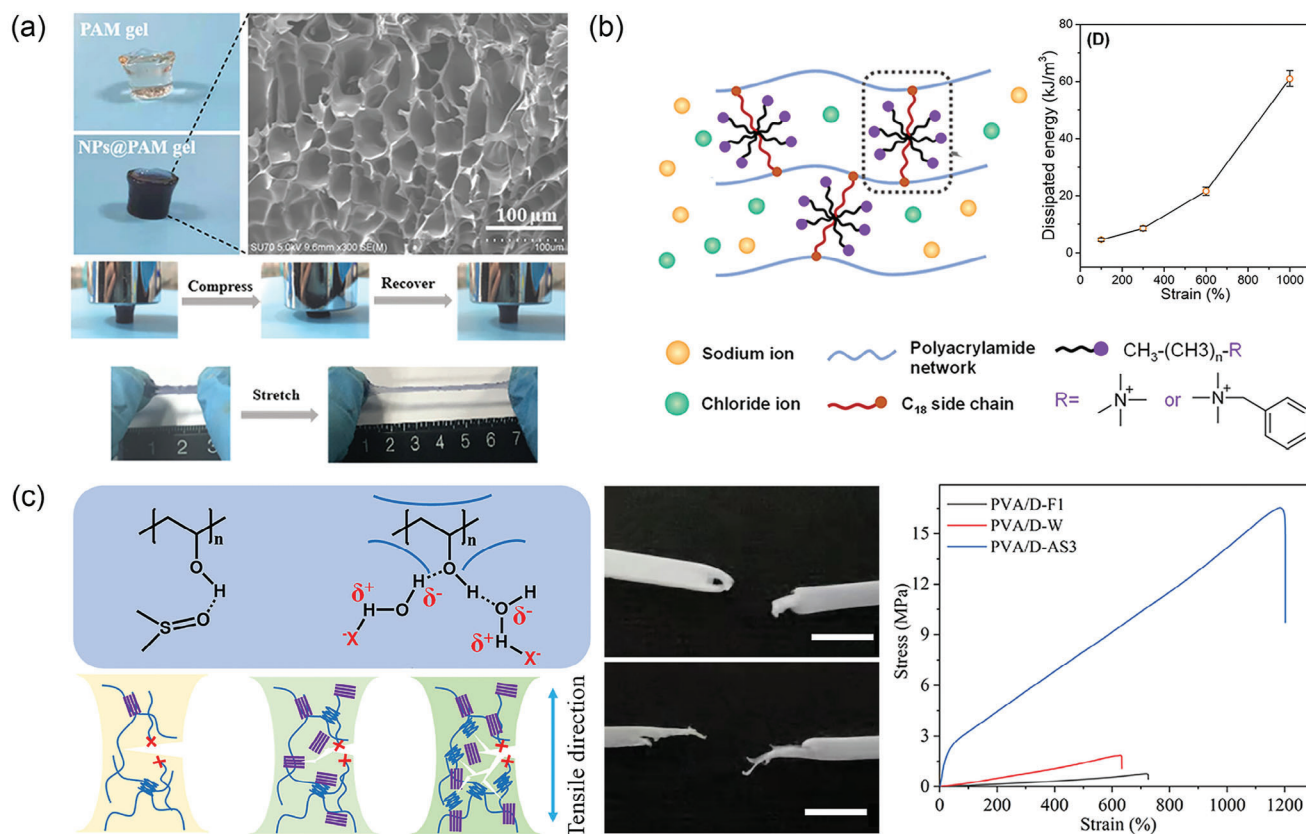 (a)
PAM gel
NPs@PAM gel
100 μm
SU70 5.0kV 9.6mm x300 SE(M)
100um
Compress
Recover
Stretch
1 2 3
1 2 3 4 5 6 7
(b)
(D)
Dissipated energy (kJ/m³)
80
60
40
20
0
0 200 400 600 800 1000
Strain (%)
Sodium ion
Polyacrylamide
network
CH₃-(CH3)ₙ-R
Chloride ion
C₁₈ side chain
R=
N⁺
or
N⁺
(c)
n
O
H
S=O
n
H
O
δ⁺
δ⁻
H
H
O
H
O
δ⁻
δ⁺
H
⁻X
X⁻
Tensile direction
PVA/D-F1
PVA/D-W
PVA/D-AS3
Stress (MPa)
15
12
9
6
3
0
0 200 400 600 800 1000 1200
Strain (%)